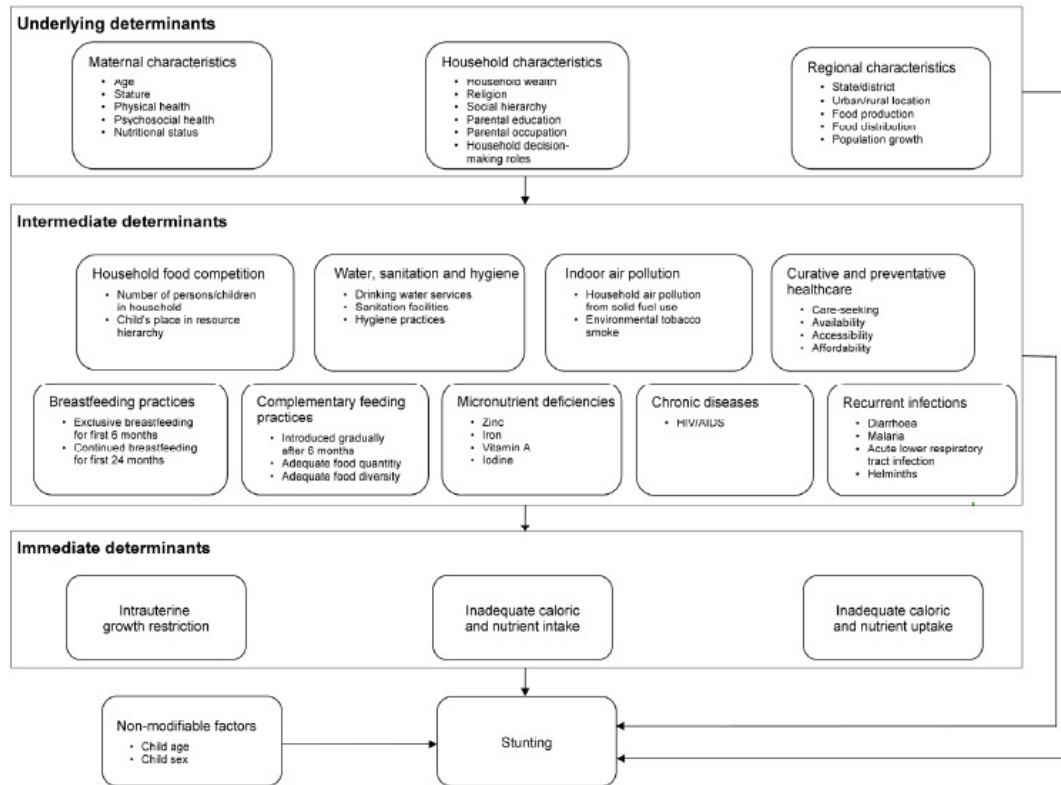 Underlying determinants
Maternal characteristics
• Age
• Stature
• Physical health
• Psychosocial health
• Nutritional status
Household characteristics
• Household wealth
• Religion
• Social hierarchy
• Parental education
• Parental occupation
• Household decision-
making roles
Regional characteristics
• State/district
• Urban/rural location
• Food production
• Food distribution
• Population growth
Intermediate determinants
Household food competition
• Number of persons/children
in household
• Child's place in resource
hierarchy
Water, sanitation and hygiene
• Drinking water services
• Sanitation facilities
• Hygiene practices
Indoor air pollution
• Household air pollution
from solid fuel use
• Environmental tobacco
smoke
Curative and preventative
healthcare
• Care-seeking
• Availability
• Accessibility
• Affordability
Breastfeeding practices
• Exclusive breastfeeding
for first 6 months
• Continued breastfeeding
for first 24 months
Complementary feeding
practices
• Introduced gradually
after 6 months
• Adequate food quantitiy
• Adequate food diversity
Micronutrient deficiencies
• Zinc
• Iron
• Vitamin A
• Iodine
Chronic diseases
• HIV/AIDS
Recurrent infections
• Diarrhoea
• Malaria
• Acute lower respiratory
tract infection
• Helminths
Immediate determinants
Intrauterine
growth restriction
Inadequate caloric
and nutrient intake
Inadequate caloric
and nutrient uptake
Non-modifiable factors
• Child age
• Child sex
Stunting